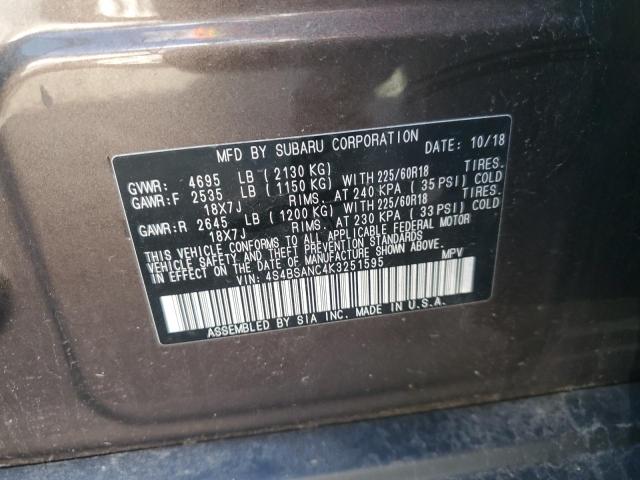 MFD BY SUBARU CORPORATION DATE: 10/18
GVWR: 4695 LB (2130 KG)
GAWR:F 2535 LB (1150 KG) WITH 225/60R18 TIRES.
18X7J RIMS. AT 240 KPA (35 PSI) COLD
GAWR:R 2645 LB (1200 KG) WITH 225/60R18 TIRES.
18X7J RIMS. AT 230 KPA (33 PSI) COLD
THIS VEHICLE CONFORMS TO ALL APPLICABLE FEDERAL MOTOR
VEHICLE SAFETY AND THEFT PREVENTION STANDARDS
IN EFFECT ON THE DATE OF MANUFACTURE SHOWN ABOVE.
VIN: 4S4BSANC4K3251595 MPV
ASSEMBLED BY SIA INC. MADE IN U.S.A.